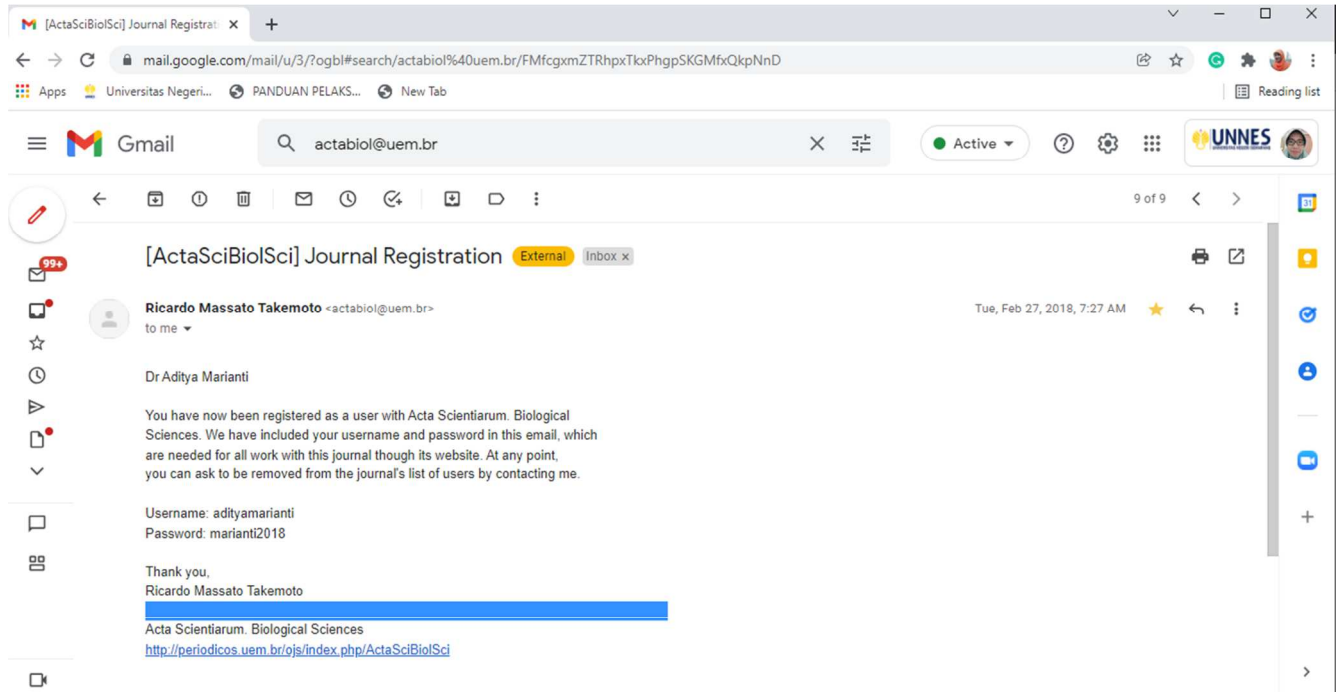 [ActaSciBiolSci] Journal Registrati
mail.google.com/mail/u/3/?ogbl#search/actabiol%40uem.br/FMfcgxmZTRhpxTkxPhgpSKGMfxQkpNnD
Apps Universitas Negeri... PANDUAN PELAKS... New Tab Reading list
Gmail actabiol@uem.br Active UNNES
9 of 9
31
[ActaSciBiolSci] Journal Registration External Inbox x
99+
Ricardo Massato Takemoto <actabiol@uem.br> Tue, Feb 27, 2018, 7:27 AM
to me
Dr Aditya Marianti
You have now been registered as a user with Acta Scientiarum. Biological
Sciences. We have included your username and password in this email, which
are needed for all work with this journal though its website. At any point,
you can ask to be removed from the journal's list of users by contacting me.
Username: adityamarianti
Password: marianti2018
Thank you,
Ricardo Massato Takemoto
Acta Scientiarum. Biological Sciences
http://periodicos.uem.br/ojs/index.php/ActaSciBiolSci